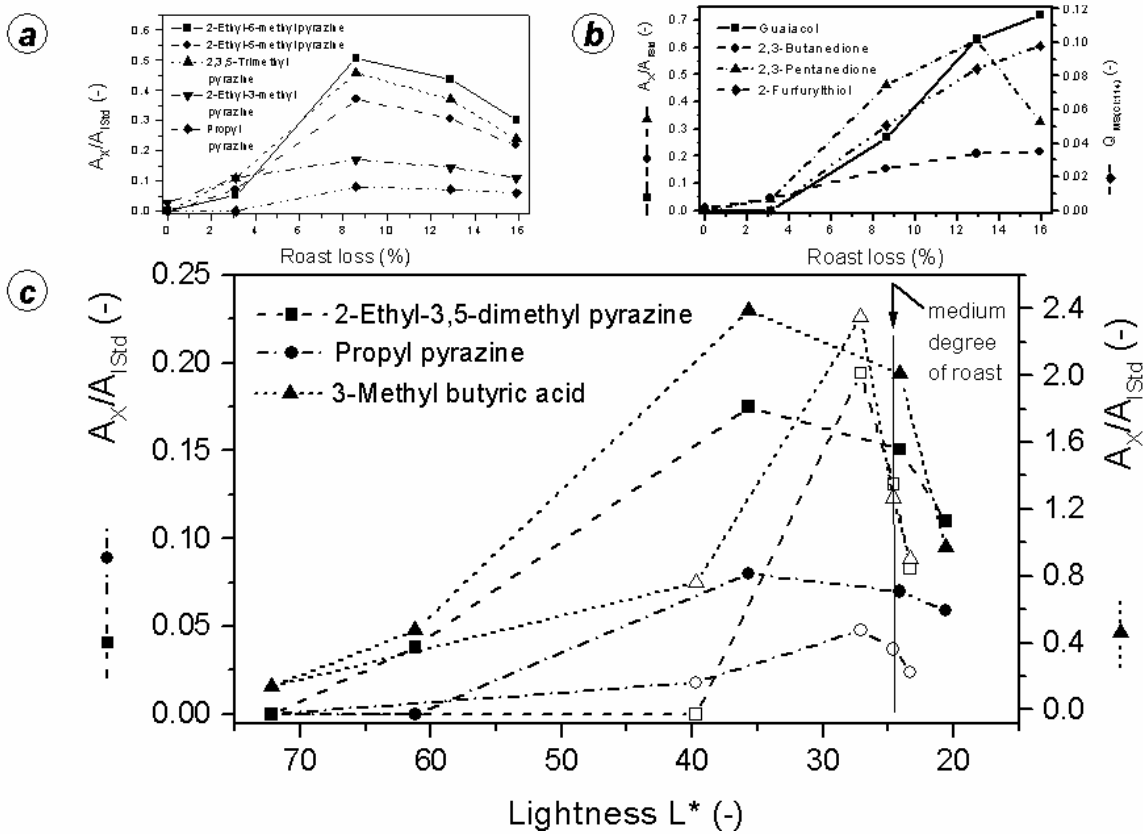 a
2-Ethyl-6-methyl pyrazine
2-Ethyl-5-methyl pyrazine
2,3,5-Trimethyl
pyrazine
2-Ethyl-3-methyl
pyrazine
Propyl
pyrazine
A_X/A_IStd (-)
0.6
0.5
0.4
0.3
0.2
0.1
0.0
0 2 4 6 8 10 12 14 16
Roast loss (%)
b
Guaiacol
2,3-Butanedione
2,3-Pentanedione
2-Furfurylthiol
A_X/A_IStd (-)
0.7
0.6
0.5
0.4
0.3
0.2
0.1
0.0
0.12
0.10
0.08
0.06
0.04
0.02
0.00
0 2 4 6 8 10 12 14 16
Roast loss (%)
c
2-Ethyl-3,5-dimethyl pyrazine
Propyl pyrazine
3-Methyl butyric acid
medium
degree
of roast
A_X/A_IStd (-)
0.25
0.20
0.15
0.10
0.05
0.00
2.4
2.0
1.6
1.2
0.8
0.4
0.0
A_X/A_IStd (-)
70 60 50 40 30 20
Lightness L* (-)